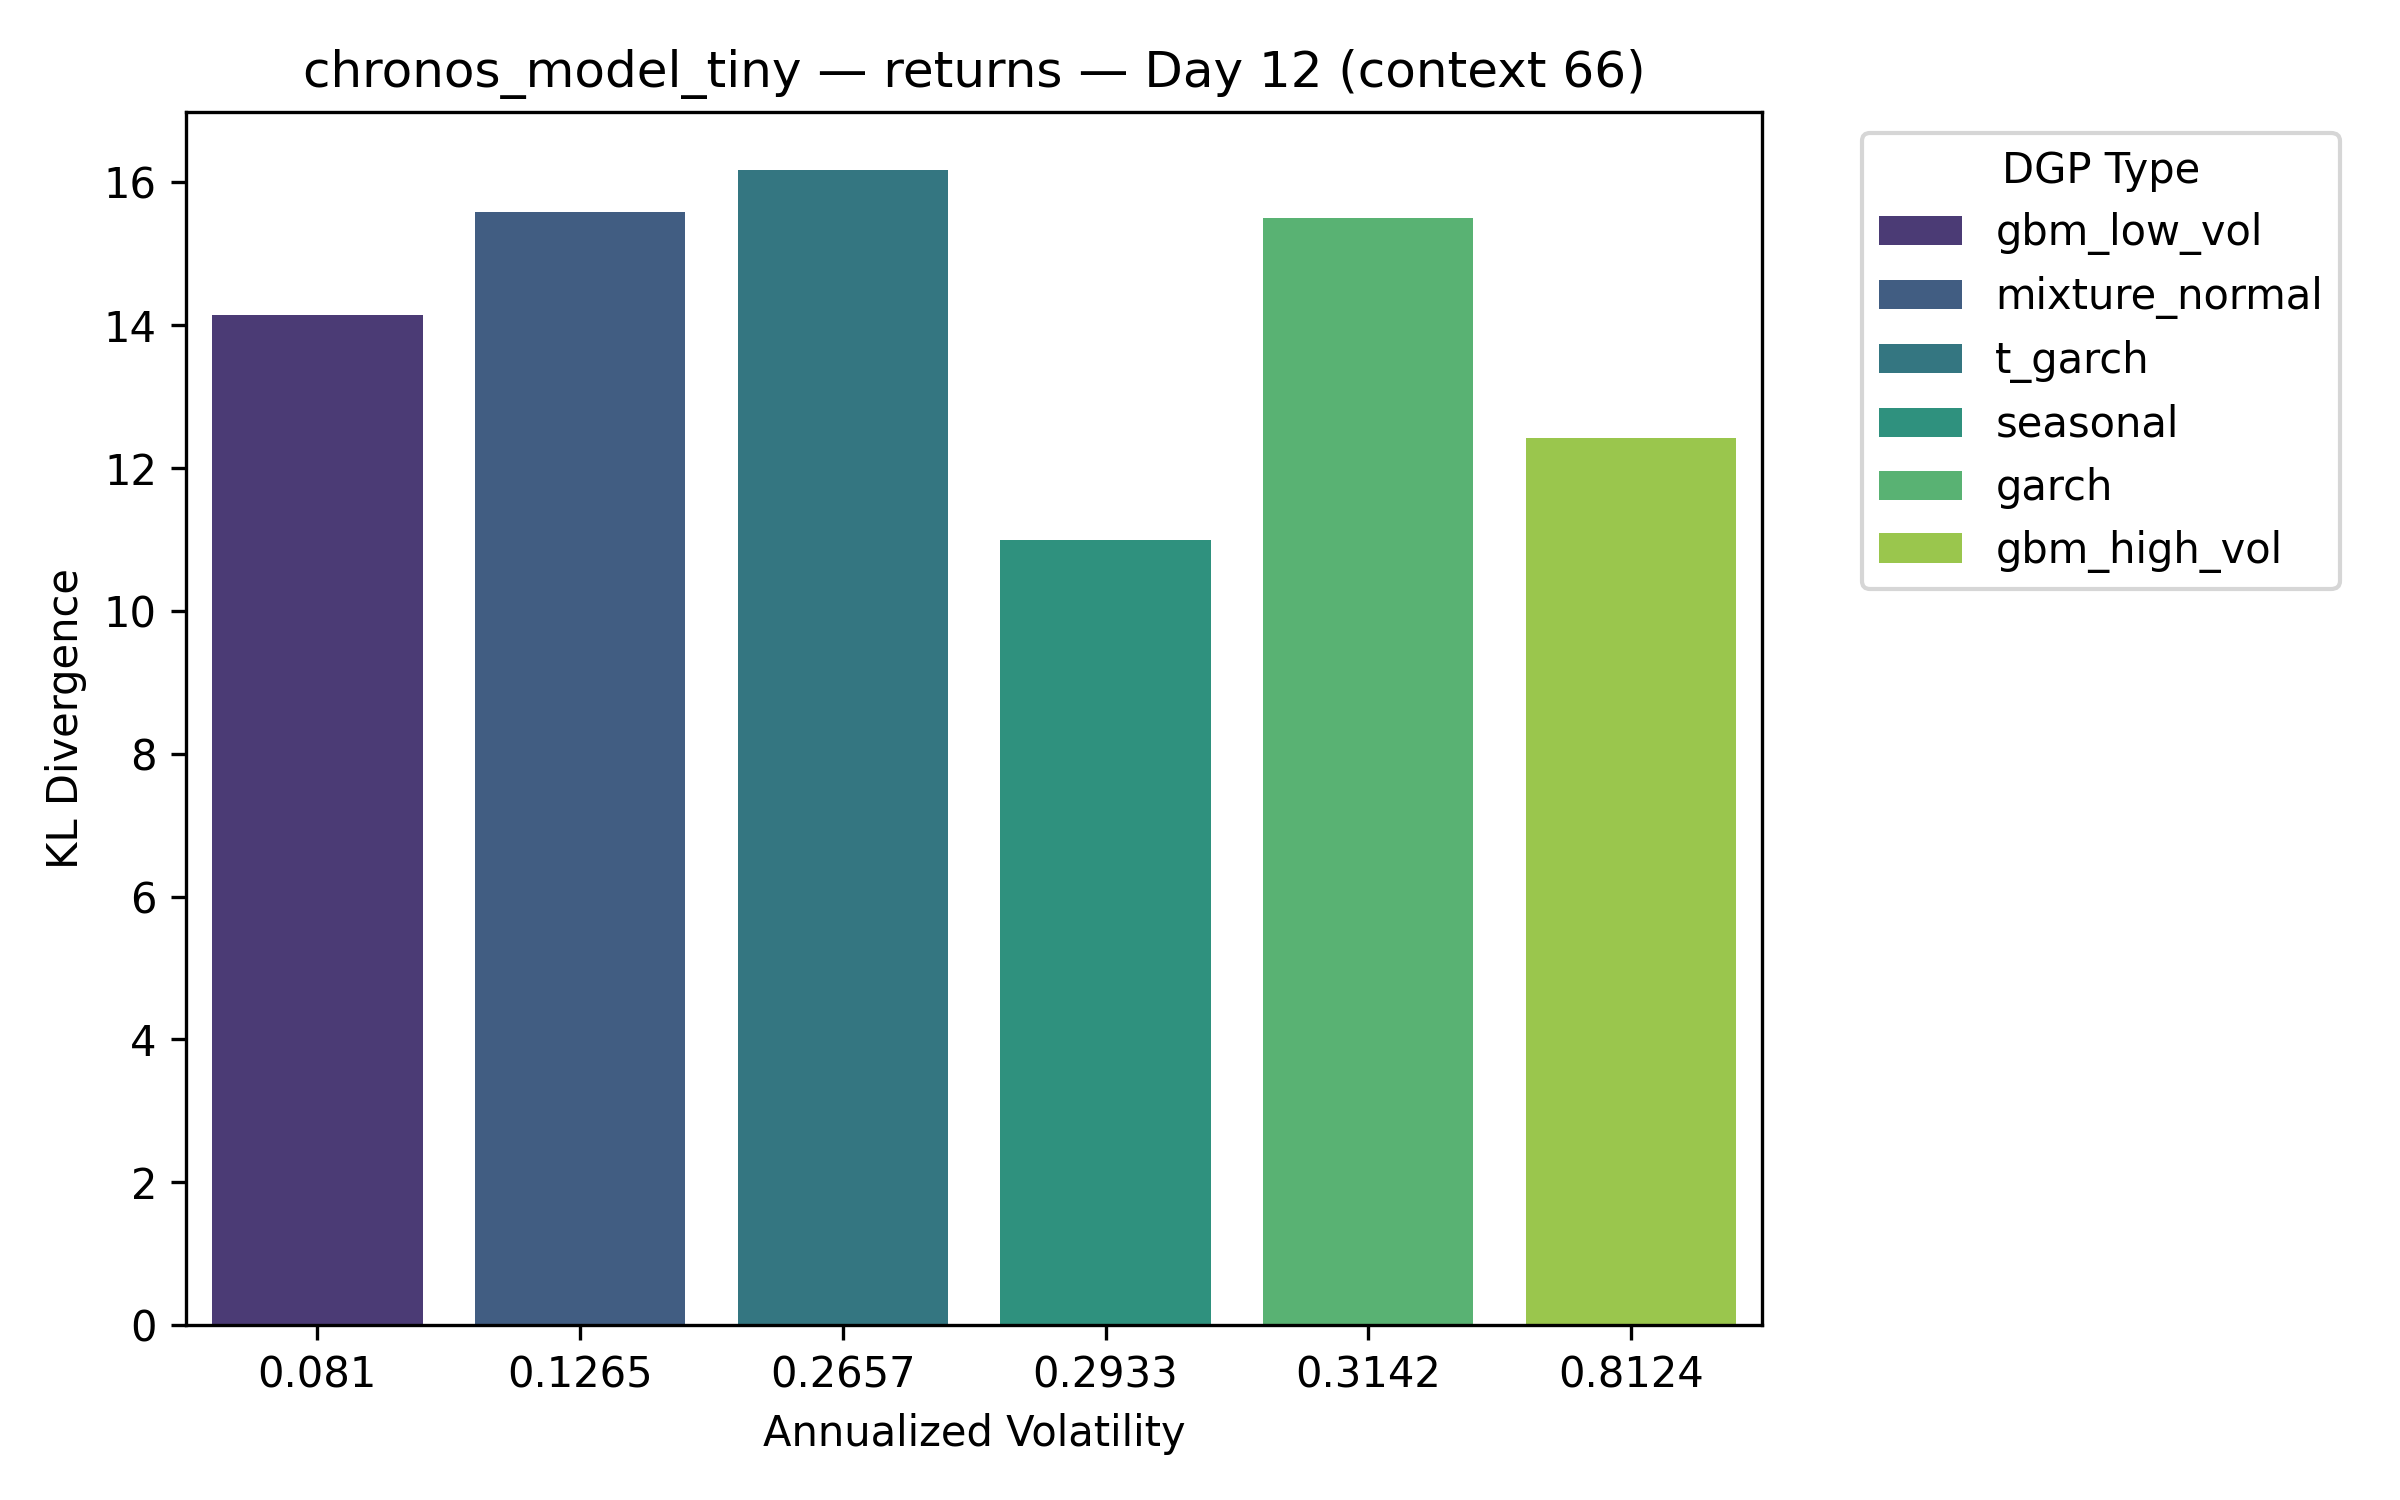 chronos_model_tiny — returns — Day 12 (context 66)
KL Divergence
16
14
12
10
8
6
4
2
0
0.081 0.1265 0.2657 0.2933 0.3142 0.8124
Annualized Volatility
DGP Type
gbm_low_vol
mixture_normal
t_garch
seasonal
garch
gbm_high_vol